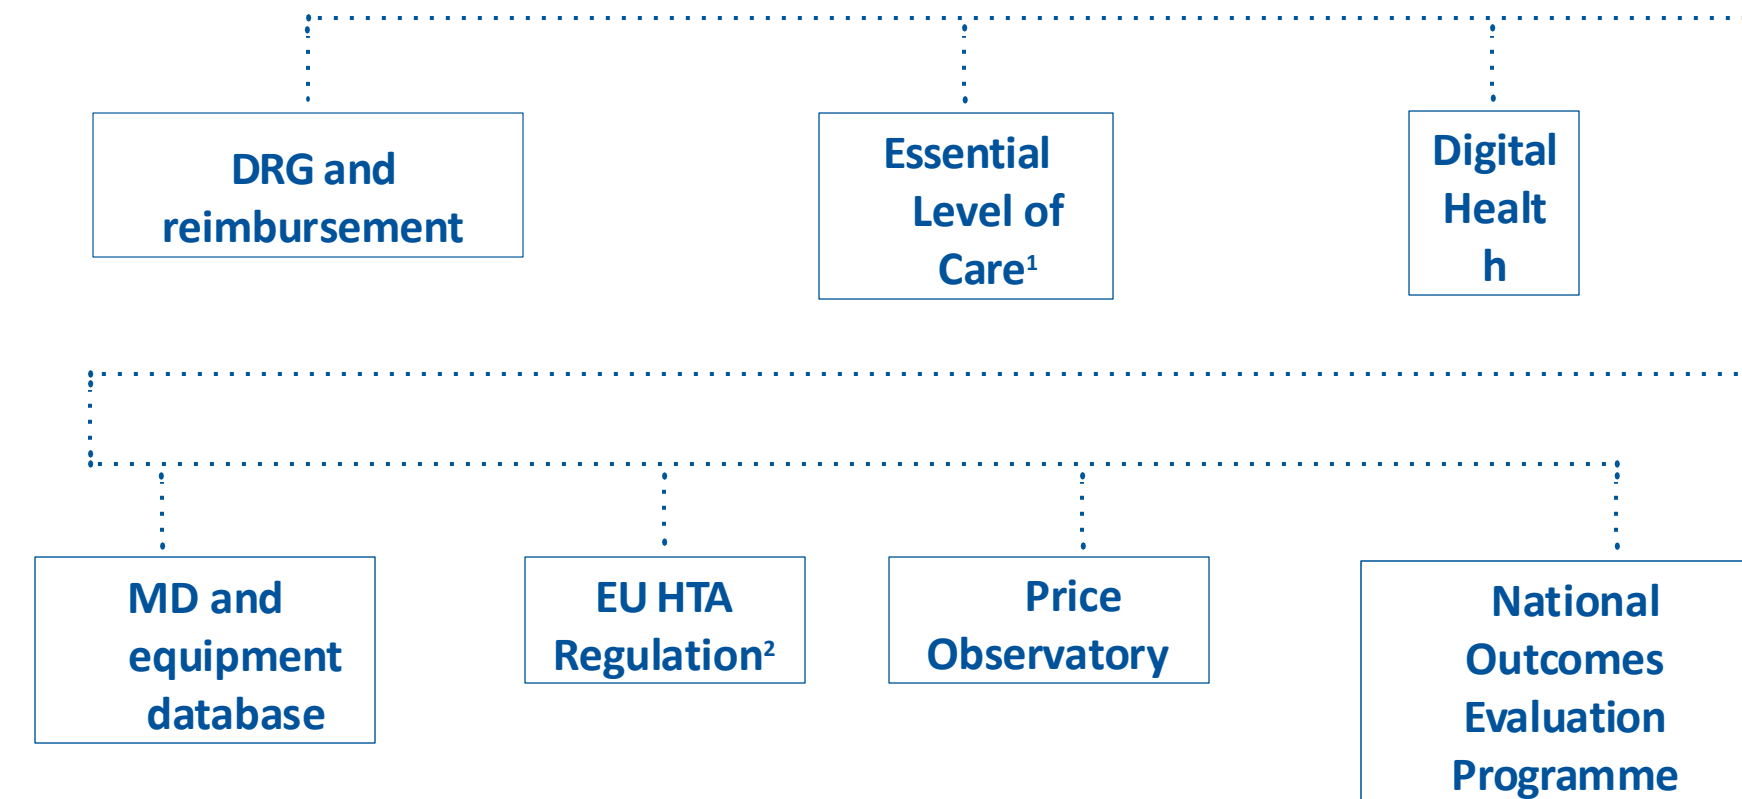 DRG and
reimbursement
Essential
Level of
Care¹
Digital
Healt
h
MD and
equipment
database
EU HTA
Regulation²
Price
Observatory
National
Outcomes
Evaluation
Programme